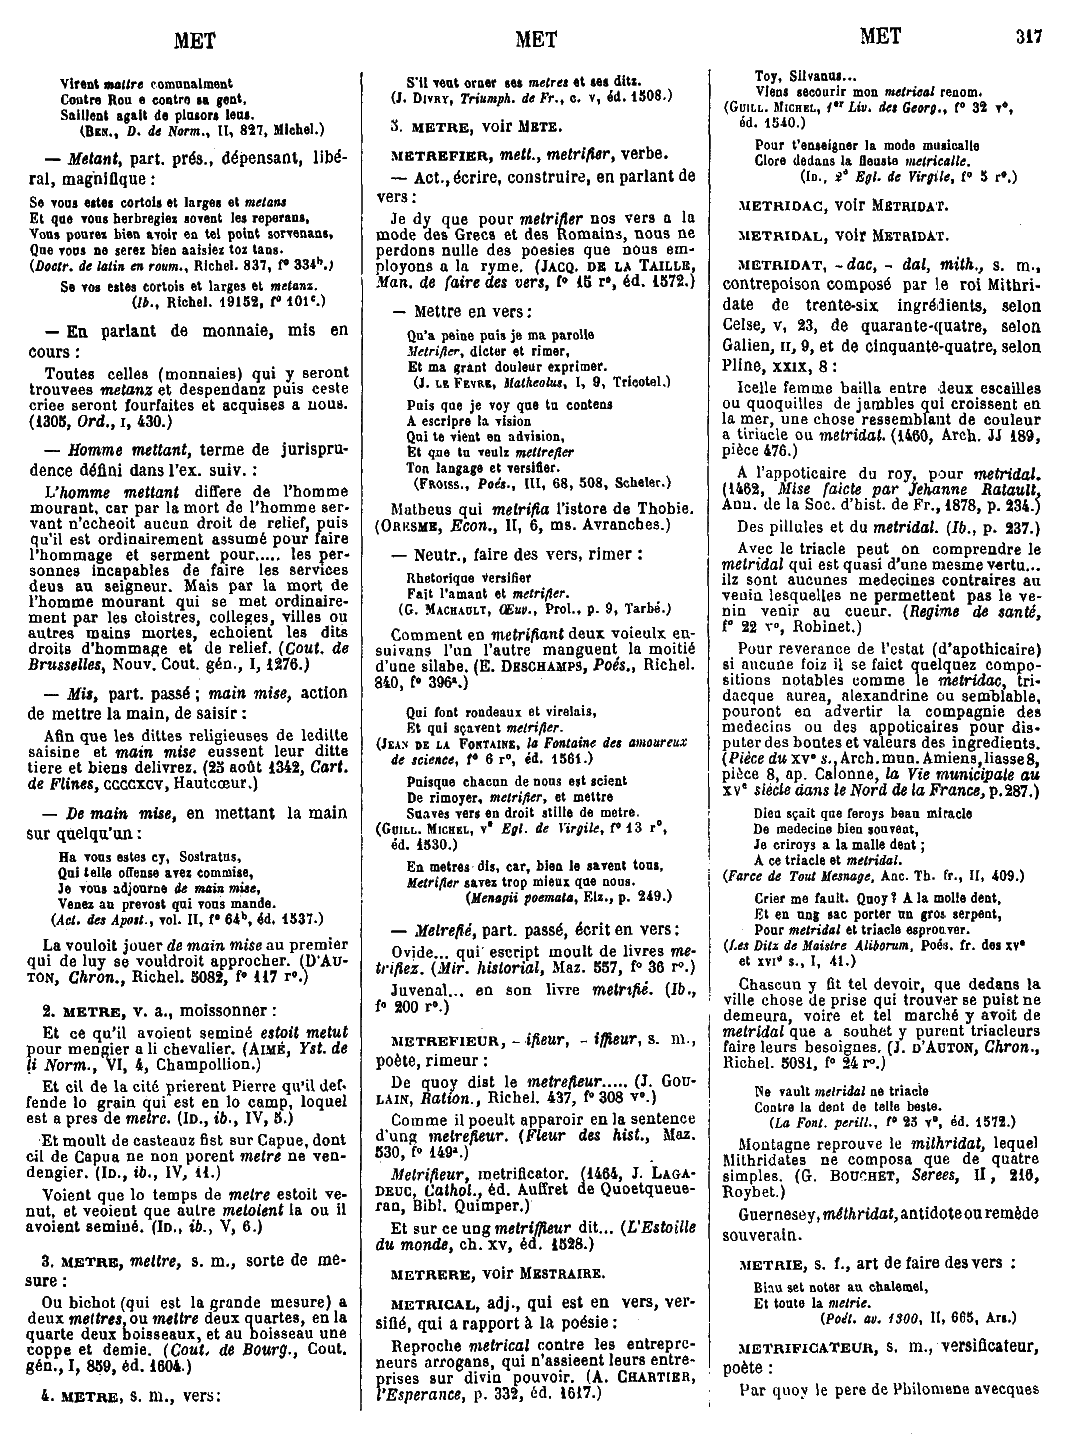 MET
MET
MET
317
Virent mettre comunalment
Contre Rou e contre sa gent,
Saillent agait de plusors leus.
(BEN., D. de Norm., II, 827, Michel.)
— Metant, part. prés., dépensant, libé-
ral, magnifique :
Se vous estes cortois et larges et metans
Et que vous herbregiez sovent les reperans,
Vous pourez bien avoir en tel point sorvenans,
Que vous ne serez bien aaisiez toz tans.
(Doctr. de latin en roum., Richel. 837, f° 334ᵇ.)
Se vos estes cortois et larges et metanz.
(Ib., Richel. 19152, f° 101ᶜ.)
— En parlant de monnaie, mis en
cours :
Toutes celles (monnaies) qui y seront
trouvees metanz et despendanz puis ceste
criee seront fourfaites et acquises a nous.
(1305, Ord., I, 430.)
— Homme mettant, terme de jurispru-
dence défini dans l'ex. suiv. :
L'homme mettant differe de l'homme
mourant, car par la mort de l'homme ser-
vant n'echeoit aucun droit de relief, puis
qu'il est ordinairement assumé pour faire
l'hommage et serment pour..... les per-
sonnes incapables de faire les services
deus au seigneur. Mais par la mort de
l'homme mourant qui se met ordinaire-
ment par les cloistres, colleges, villes ou
autres mains mortes, echoient les dits
droits d'hommage et de relief. (Cout. de
Brusselles, Nouv. Cout. gén., I, 1276.)
— Mis, part. passé ; main mise, action
de mettre la main, de saisir :
Afin que les dittes religieuses de leditte
saisine et main mise eussent leur ditte
tiere et biens delivrez. (25 août 1342, Cart.
de Flines, CCCCXCV, Hautcœur.)
— De main mise, en mettant la main
sur quelqu'un :
Ha vous estes cy, Sostratus,
Qui telle offense avez commise,
Je vous adjourne de main mise,
Venez au prevost qui vous mande.
(Act. des Apost., vol. II, f° 64ᵇ, éd. 1537.)
La vouloit jouer de main mise au premier
qui de luy se vouldroit approcher. (D'AU-
TON, Chron., Richel. 5082, f° 117 r°.)
2. METRE, v. a., moissonner :
Et ce qu'il avoient seminé estoit metut
pour mengier a li chevalier. (AIMÉ, Yst. de
li Norm., VI, 4, Champollion.)
Et cil de la cité prierent Pierre qu'il def-
fende lo grain qui est en lo camp, loquel
est a pres de metre. (ID., ib., IV, 5.)
Et moult de casteauz fist sur Capue, dont
cil de Capua ne non porent metre ne ven-
dengier. (ID., ib., IV, 11.)
Voient que lo temps de metre estoit ve-
nut, et veoient que autre metoient la ou il
avoient seminé. (ID., ib., V, 6.)
3. METRE, mettre, s. m., sorte de me-
sure :
Ou bichot (qui est la grande mesure) a
deux mettres, ou mettre deux quartes, en la
quarte deux boisseaux, et au boisseau une
coppe et demie. (Cout. de Bourg., Cout.
gén., I, 859, éd. 1604.)
4. METRE, s. m., vers :
S'il veut orner ses metres et ses ditz.
(J. DIVRY, Triumph. de Fr., c. v, éd. 1508.)
5. METRE, voir METE.
METREFIER, mett., metrifier, verbe.
— Act., écrire, construire, en parlant de
vers :
Je dy que pour metrifier nos vers a la
mode des Grecs et des Romains, nous ne
perdons nulle des poesies que nous em-
ployons a la ryme. (JACQ. DE LA TAILLE,
Man. de faire des vers, f° 15 r°, éd. 1572.)
— Mettre en vers :
Qu'a peine puis je ma parolle
Metrifier, dicter et rimer,
Et ma grant douleur exprimer.
(J. LE FEVRE, Matheolus, I, 9, Tricotel.)
Puis que je voy que tu contens
A escripre la vision
Qui te vient en advision,
Et que tu veulz mettrefier
Ton langage et versifier.
(FROISS., Poés., III, 68, 508, Scheler.)
Matheus qui metrifia l'istore de Thobie.
(ORESME, Econ., II, 6, ms. Avranches.)
— Neutr., faire des vers, rimer :
Rhetorique versifier
Fait l'amant et metrifier.
(G. MACHAULT, Œuv., Prol., p. 9, Tarbé.)
Comment en metrifiant deux voieulx en-
suivans l'un l'autre manguent la moitié
d'une silabe. (E. DESCHAMPS, Poés., Richel.
840, f° 396ᵃ.)
Qui font rondeaux et virelais,
Et qui sçavent metrifier.
(JEAN DE LA FONTAINE, la Fontaine des amoureux
de science, f° 6 r°, éd. 1561.)
Puisque chacun de nous est scient
De rimoyer, metrifier, et mettre
Suaves vers en droit stille de metre.
(GUILL. MICHEL, vᵉ Egl. de Virgile, f° 13 r°,
éd. 1530.)
En metres dis, car, bien le savent tous,
Metrifier savez trop mieux que nous.
(Menagii poemata, Elz., p. 249.)
— Metrefié, part. passé, écrit en vers :
Ovide... qui escript moult de livres me-
trifiez. (Mir. historial, Maz. 557, f° 36 r°.)
Juvenal... en son livre metrifié. (Ib.,
f° 200 r°.)
METREFIEUR, - ifieur, - iffieur, s. m.,
poète, rimeur :
De quoy dist le metrefieur..... (J. GOU-
LAIN, Ration., Richel. 437, f° 308 v°.)
Comme il poeult apparoir en la sentence
d'ung metrefieur. (Fleur des hist., Maz.
530, f° 149ᵃ.)
Metrifieur, metrificator. (1464, J. LAGA-
DEUC, Cathol., éd. Auffret de Quoetqueue-
ran, Bibl. Quimper.)
Et sur ce ung metriffieur dit... (L'Estoille
du monde, ch. xv, éd. 1528.)
METRERE, voir MESTRAIRE.
METRICAL, adj., qui est en vers, ver-
sifié, qui a rapport à la poésie :
Reproche metrical contre les entrepre-
neurs arrogans, qui n'assieent leurs entre-
prises sur divin pouvoir. (A. CHARTIER,
l'Esperance, p. 332, éd. 1617.)
Toy, Silvanus...
Viens secourir mon metrical renom.
(GUILL. MICHEL, 1ᵉʳ Liv. des Georg., f° 32 v°,
éd. 1540.)
Pour t'enseigner la mode musicalle
Clore dedans la fleuste metricalle.
(ID., 2ᵉ Egl. de Virgile, f° 5 r°.)
METRIDAC, voir METRIDAT.
METRIDAL, voir METRIDAT.
METRIDAT, - dac, - dal, mith., s. m.,
contrepoison composé par le roi Mithri-
date de trente-six ingrédients, selon
Celse, v, 23, de quarante-quatre, selon
Galien, II, 9, et de cinquante-quatre, selon
Pline, XXIX, 8 :
Icelle femme bailla entre deux escailles
ou quoquilles de jambles qui croissent en
la mer, une chose ressemblant de couleur
a tiriacle ou metridat. (1460, Arch. JJ 189,
pièce 476.)
A l'appoticaire du roy, pour metridal.
(1462, Mise faicte par Jehanne Ratault,
Ann. de la Soc. d'hist. de Fr., 1878, p. 234.)
Des pillules et du metridal. (Ib., p. 237.)
Avec le triacle peut on comprendre le
metridal qui est quasi d'une mesme vertu...
ilz sont aucunes medecines contraires au
venin lesquelles ne permettent pas le ve-
nin venir au cueur. (Regime de santé,
f° 22 v°, Robinet.)
Pour reverance de l'estat (d'apothicaire)
si aucune foiz il se faict quelquez compo-
sitions notables comme le metridac, tri-
dacque aurea, alexandrine ou semblable,
pouront en advertir la compagnie des
medecins ou des appoticaires pour dis-
puter des bontes et valeurs des ingredients.
(Pièce du XVᵉ s., Arch. mun. Amiens, liasse 8,
pièce 8, ap. Calonne, la Vie municipale au
XVᵉ siècle dans le Nord de la France, p. 287.)
Dieu sçait que feroys beau miracle
De medecine bien souvent,
Je criroys a la malle dent ;
A ce triacle et metridal.
(Farce de Tout Mesnage, Anc. Th. fr., II, 409.)
Crier me fault. Quoy ? A la molle dent,
Et en ung sac porter un gros serpent,
Pour metridal et triacle esprouver.
(Les Ditz de Maistre Aliborum, Poés. fr. des XVᵉ
et XVIᵉ s., I, 41.)
Chascun y fit tel devoir, que dedans la
ville chose de prise qui trouver se puist ne
demeura, voire et tel marché y avoit de
metridal que a souhet y purent triacleurs
faire leurs besoignes. (J. D'AUTON, Chron.,
Richel. 5081, f° 24 r°.)
Ne vault metridal ne triacle
Contre la dent de telle beste.
(La Font. perill., f° 23 v°, éd. 1572.)
Montagne reprouve le mithridat, lequel
Mithridates ne composa que de quatre
simples. (G. BOUCHET, Serees, II, 216,
Roybet.)
Guernesey, méthridat, antidote ou remède
souverain.
METRIE, s. f., art de faire des vers :
Bien set noter au chalemel,
Et toute la metrie.
(Poét. av. 1300, II, 665, Ars.)
METRIFICATEUR, s. m., versificateur,
poète :
Par quoy le pere de Philomene avecques